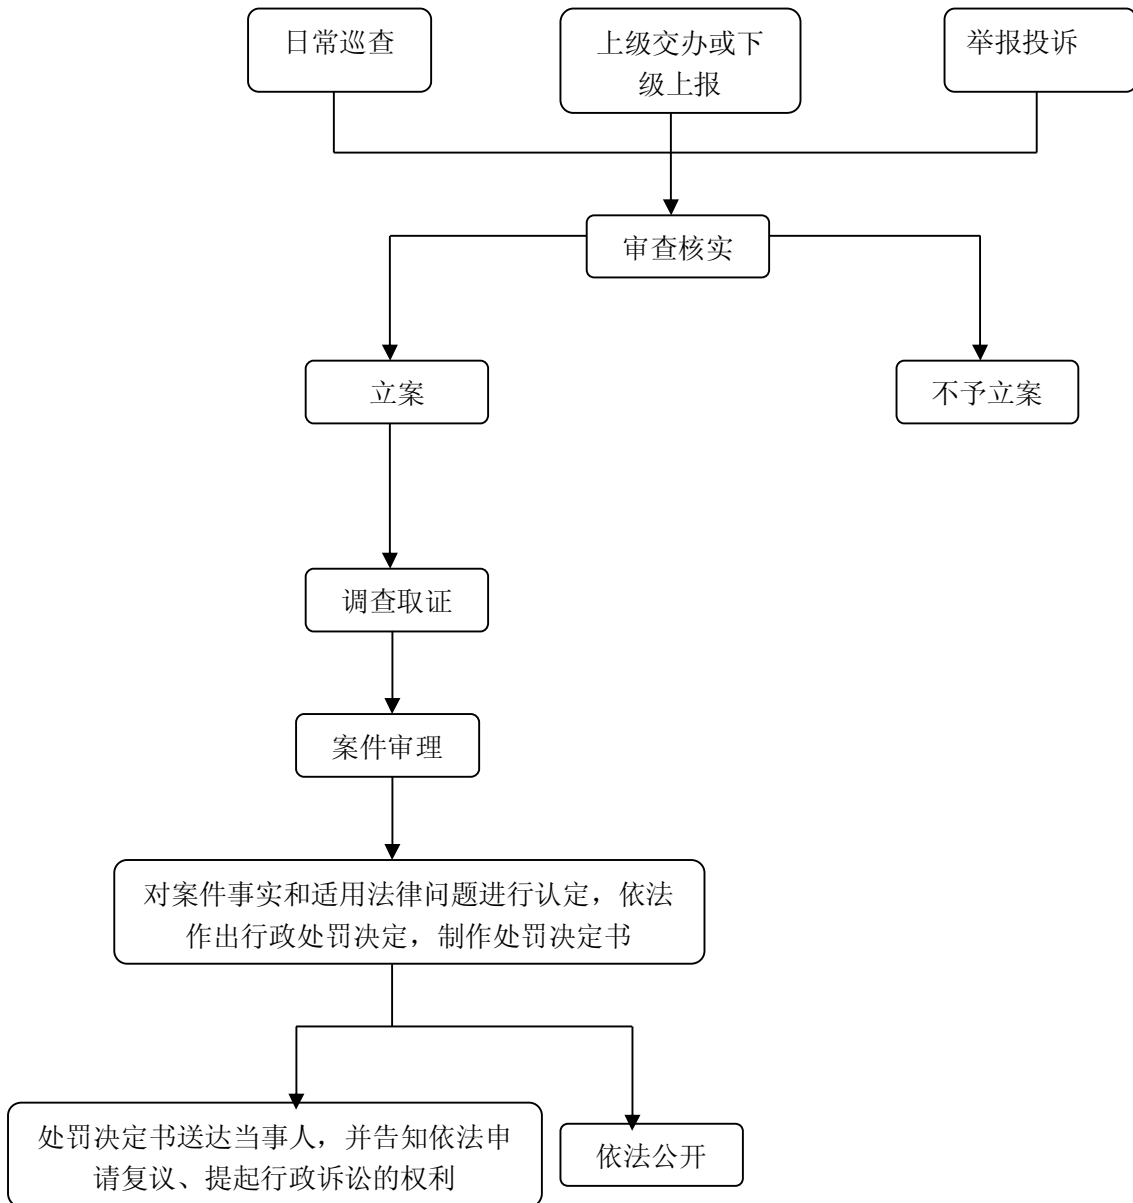 日常巡查
上级交办或下
级上报
举报投诉
审查核实
立案
不予立案
调查取证
案件审理
对案件事实和适用法律问题进行认定，依法
作出行政处罚决定，制作处罚决定书
处罚决定书送达当事人，并告知依法申
请复议、提起行政诉讼的权利
依法公开